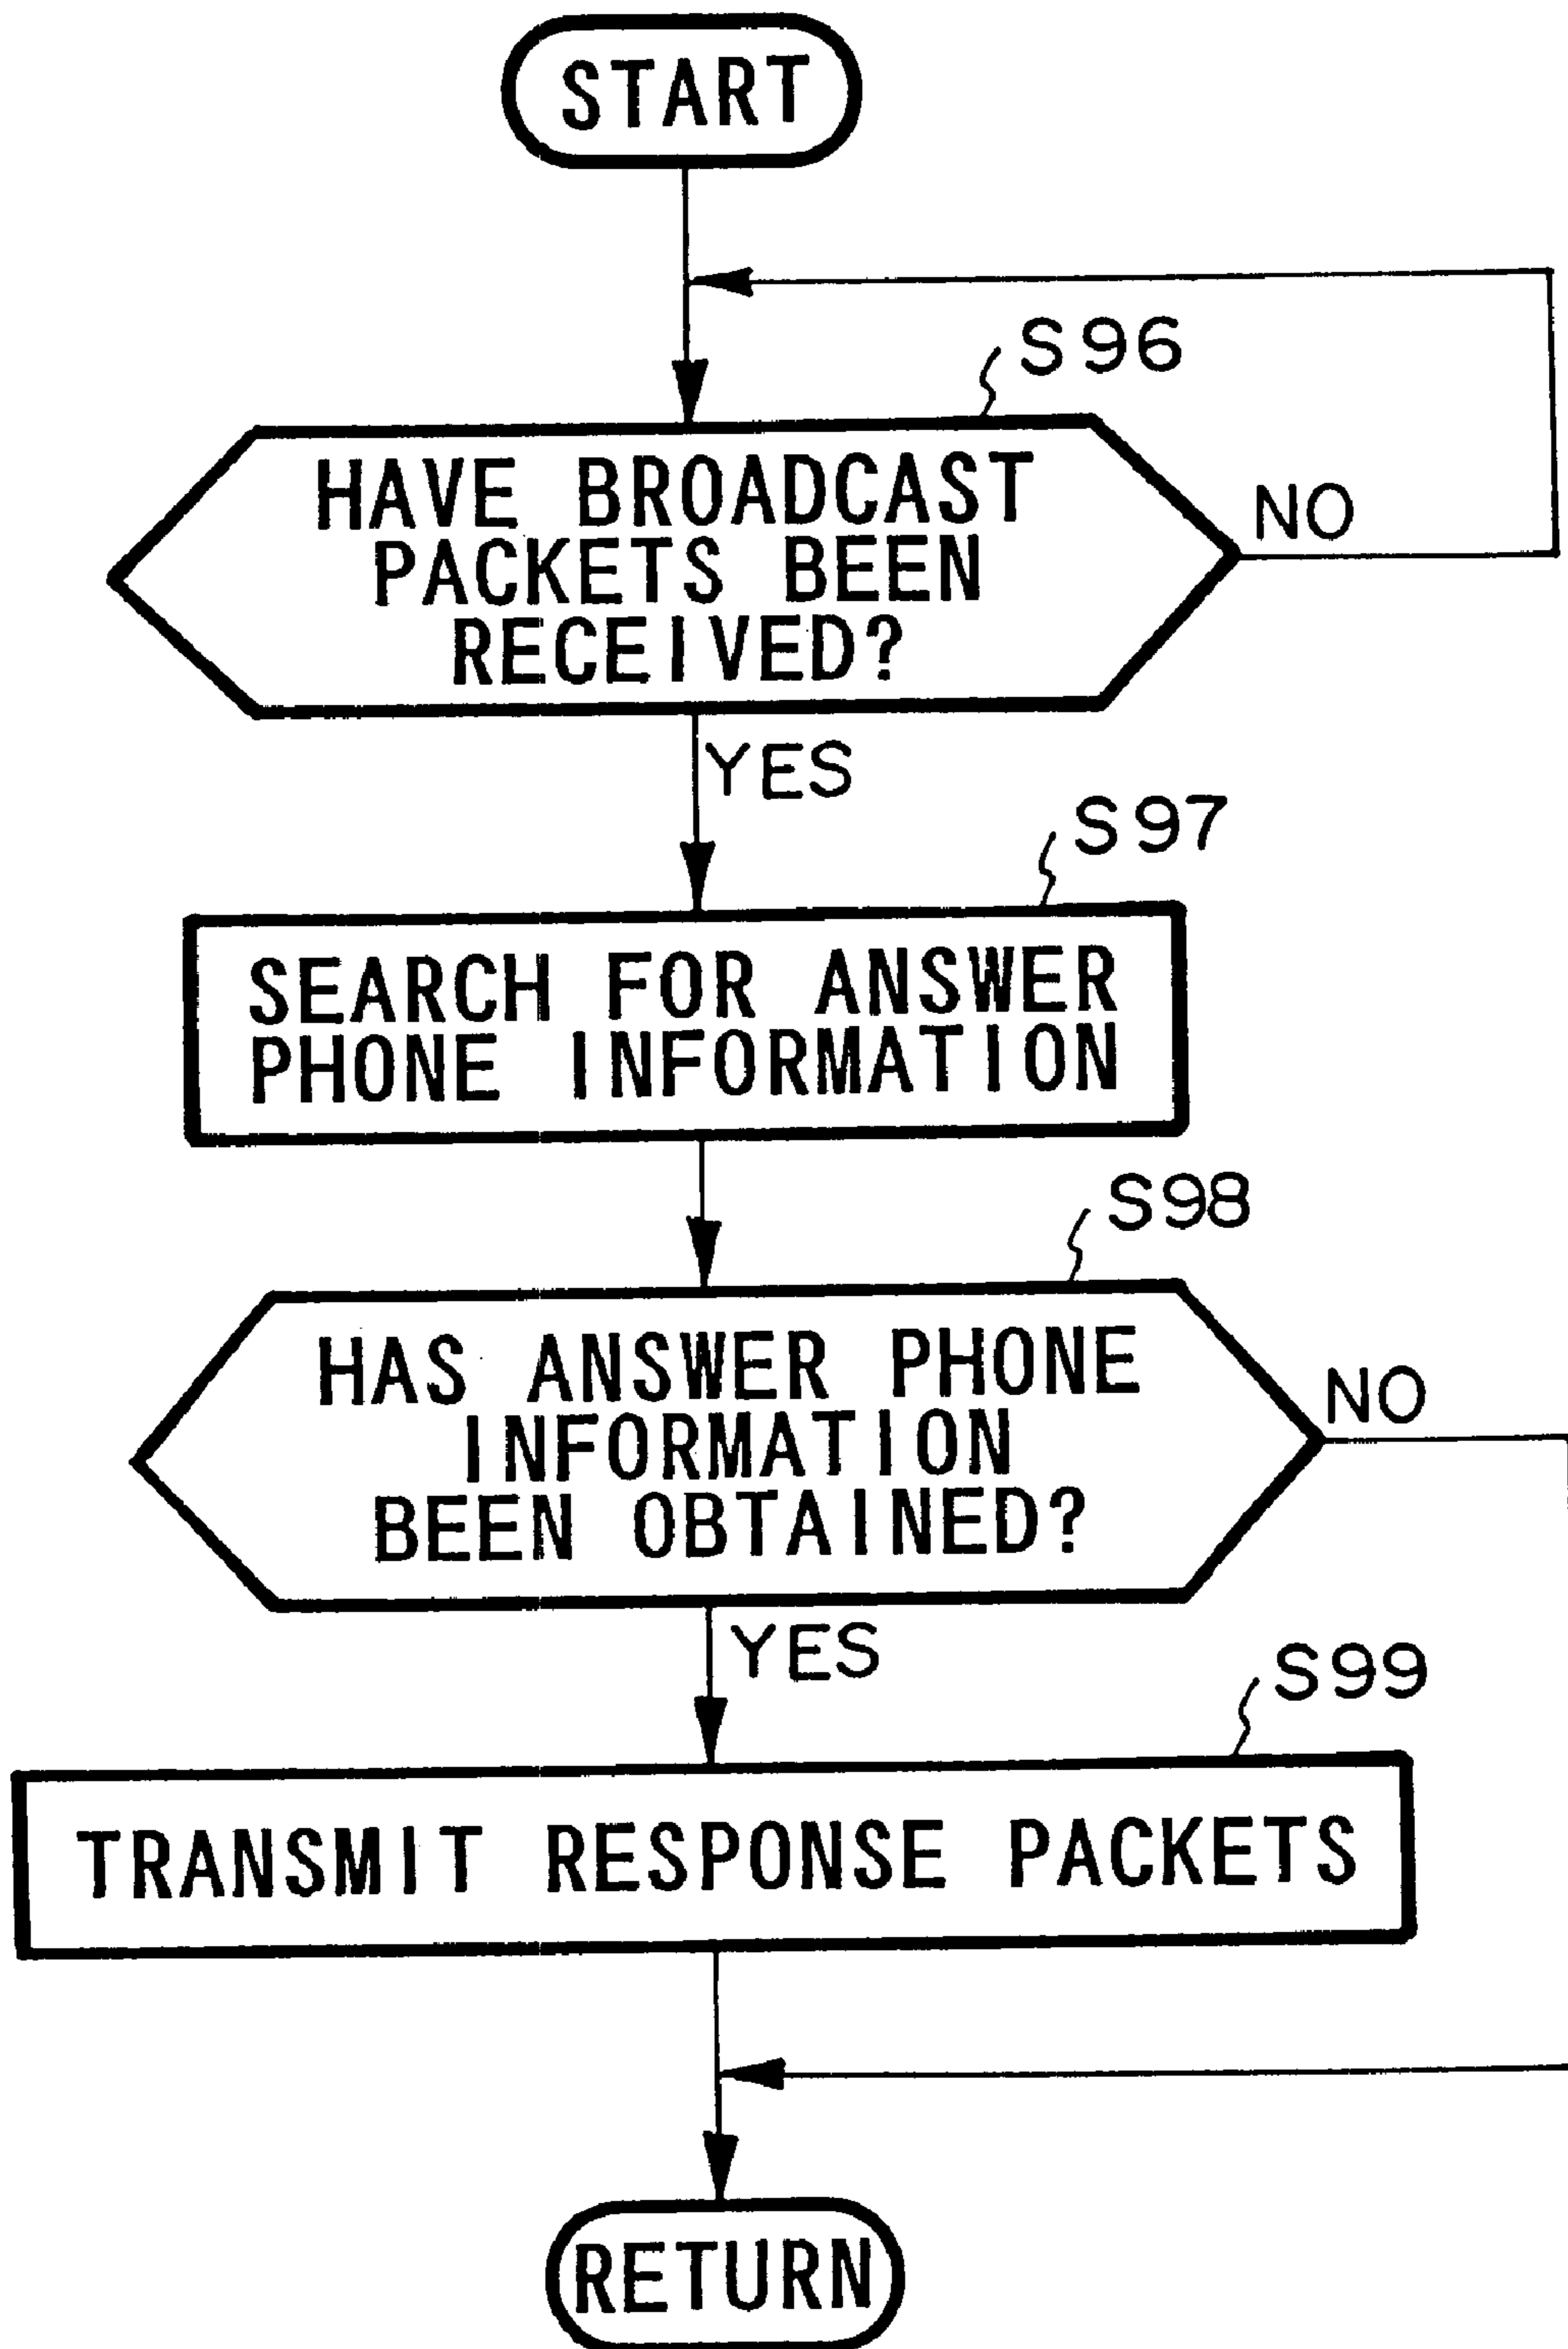 START
S96
HAVE BROADCAST
PACKETS BEEN
RECEIVED?
NO
YES
S97
SEARCH FOR ANSWER
PHONE INFORMATION
S98
HAS ANSWER PHONE
INFORMATION
BEEN OBTAINED?
NO
YES
S99
TRANSMIT RESPONSE PACKETS
RETURN